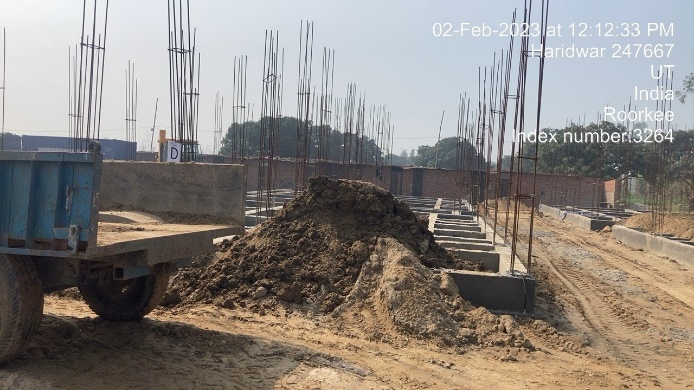 02-Feb-2023 at 12:12:33 PM
Haridwar 247667
UT
India
Roorkee
Index number:3264
D